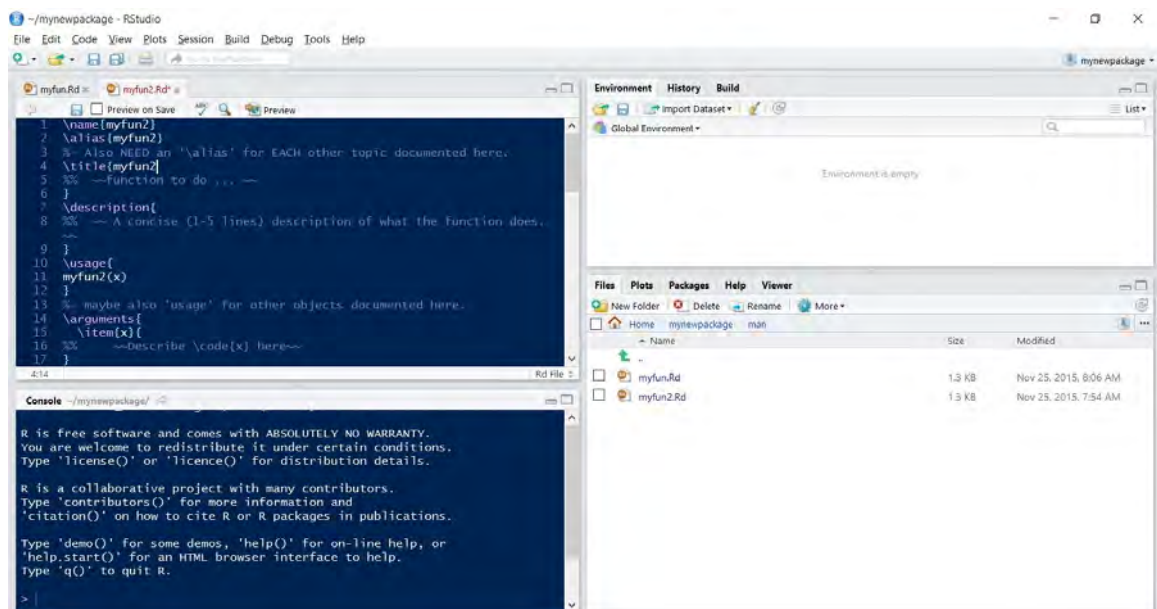 ~/mynewpackage - RStudio
File Edit Code View Plots Session Build Debug Tools Help
mynewpackage
myfun.Rd myfun2.Rd*
Preview on Save ABC Preview
1 \name{myfun2}
2 \alias{myfun2}
3 %- Also NEED an '\alias' for EACH other topic documented here.
4 \title{myfun2
5 %% ~~function to do ... ~~
6 }
7 \description{
8 %% ~~ A concise (1-5 lines) description of what the function does.
~~
9 }
10 \usage{
11 myfun2(x)
12 }
13 %- maybe also 'usage' for other objects documented here.
14 \arguments{
15 \item{x}{
16 %% ~~Describe \code{x} here~~
17 }
4:14 Rd File
Console ~/mynewpackage/
R is free software and comes with ABSOLUTELY NO WARRANTY.
You are welcome to redistribute it under certain conditions.
Type 'license()' or 'licence()' for distribution details.
R is a collaborative project with many contributors.
Type 'contributors()' for more information and
'citation()' on how to cite R or R packages in publications.
Type 'demo()' for some demos, 'help()' for on-line help, or
'help.start()' for an HTML browser interface to help.
Type 'q()' to quit R.
>
Environment History Build
Import Dataset List
Global Environment
Environment is empty
Files Plots Packages Help Viewer
New Folder Delete Rename More
Home mynewpackage man
Name Size Modified
..
myfun.Rd 1.3 KB Nov 25, 2015, 8:06 AM
myfun2.Rd 1.3 KB Nov 25, 2015, 7:54 AM